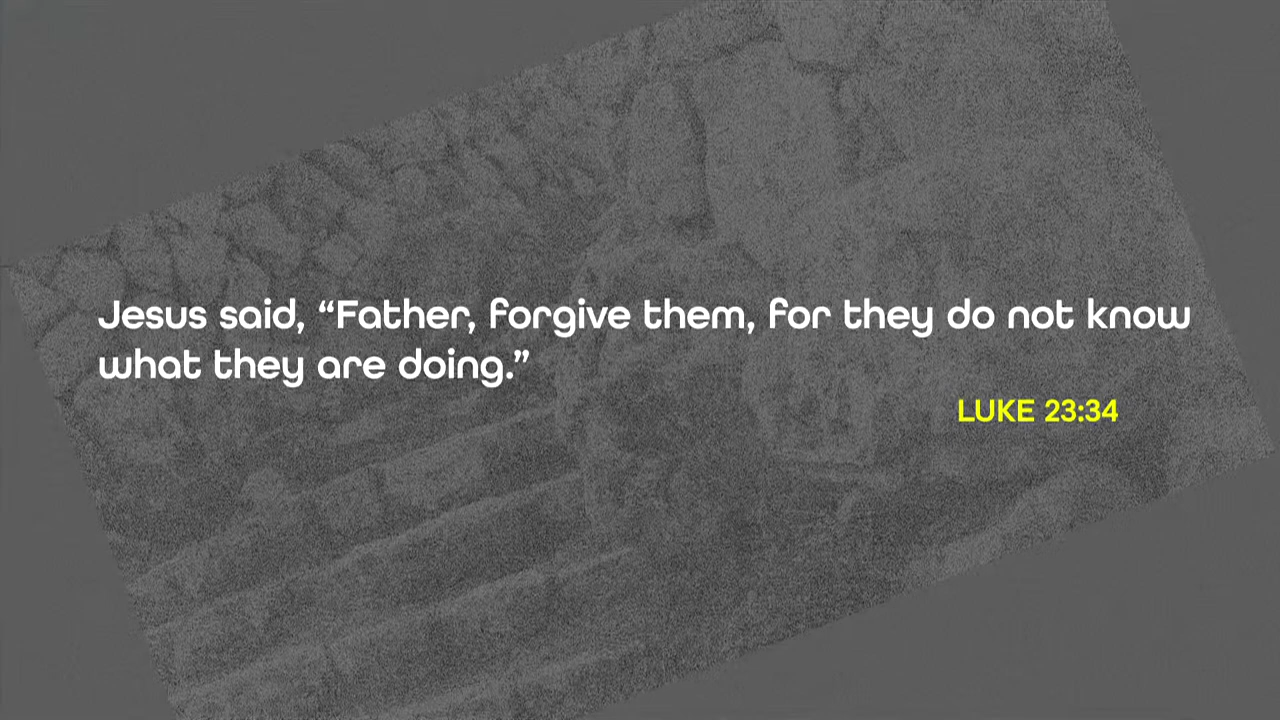 Jesus said, “Father, forgive them, for they do not know
what they are doing.”
LUKE 23:34